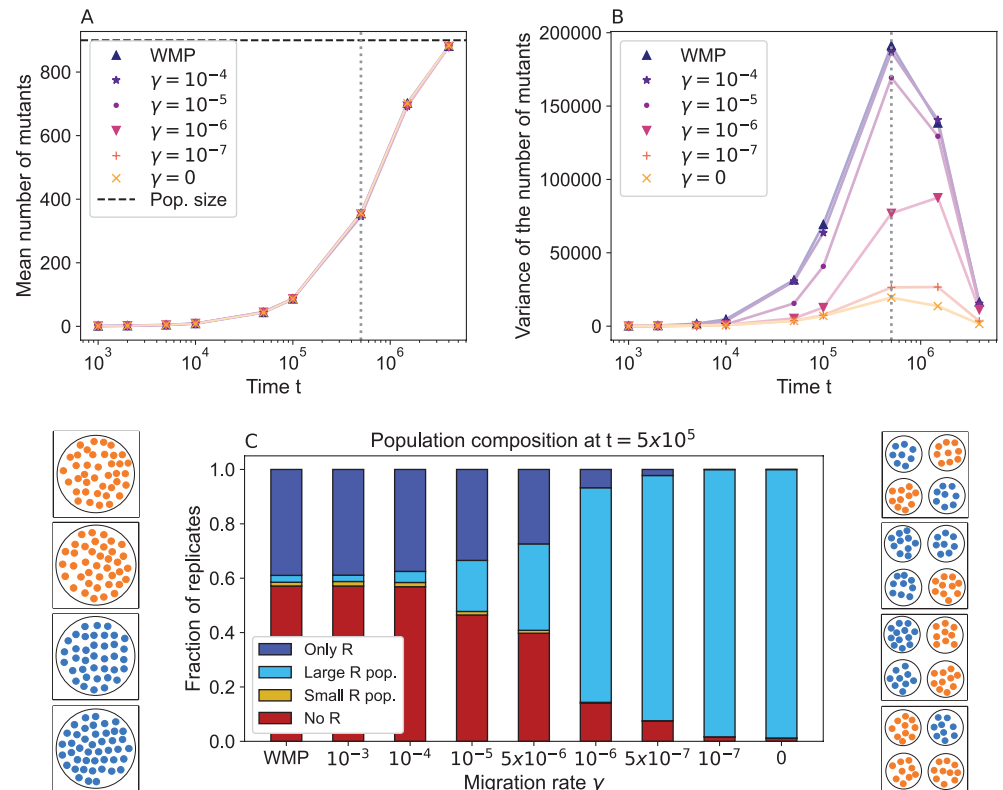 A
Mean number of mutants
800
600
400
200
0
WMP
γ = 10⁻⁴
γ = 10⁻⁵
γ = 10⁻⁶
γ = 10⁻⁷
γ = 0
Pop. size
10³ 10⁴ 10⁵ 10⁶
Time t
B
Variance of the number of mutants
200000
150000
100000
50000
0
WMP
γ = 10⁻⁴
γ = 10⁻⁵
γ = 10⁻⁶
γ = 10⁻⁷
γ = 0
10³ 10⁴ 10⁵ 10⁶
Time t
C
Population composition at t = 5x10⁵
Fraction of replicates
1.0
0.8
0.6
0.4
0.2
0.0
Only R
Large R pop.
Small R pop.
No R
WMP 10⁻³ 10⁻⁴ 10⁻⁵ 5x10⁻⁶ 10⁻⁶ 5x10⁻⁷ 10⁻⁷ 0
Migration rate γ